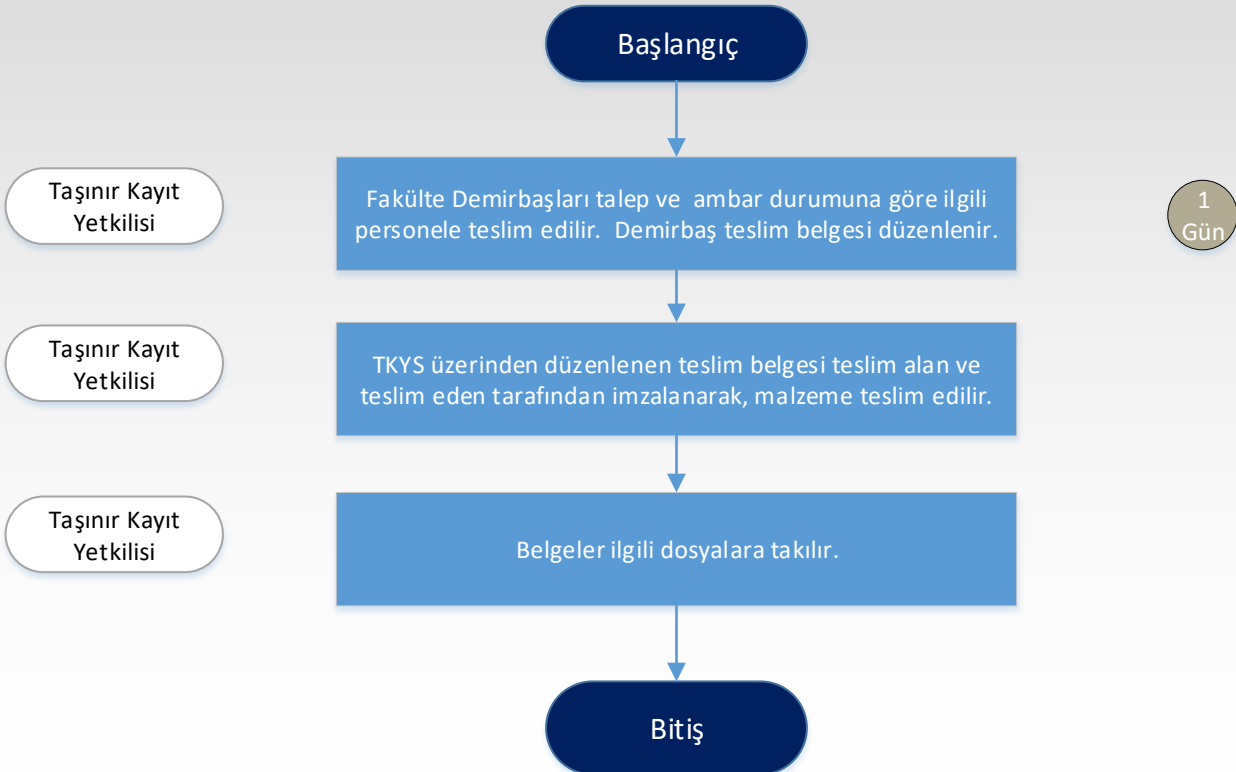 Başlangıç
Taşınır Kayıt
Yetkilisi
Fakülte Demirbaşları talep ve ambar durumuna göre ilgili
personele teslim edilir. Demirbaş teslim belgesi düzenlenir.
1
Gün
Taşınır Kayıt
Yetkilisi
TKYS üzerinden düzenlenen teslim belgesi teslim alan ve
teslim eden tarafından imzalanarak, malzeme teslim edilir.
Taşınır Kayıt
Yetkilisi
Belgeler ilgili dosyalara takılır.
Bitiş